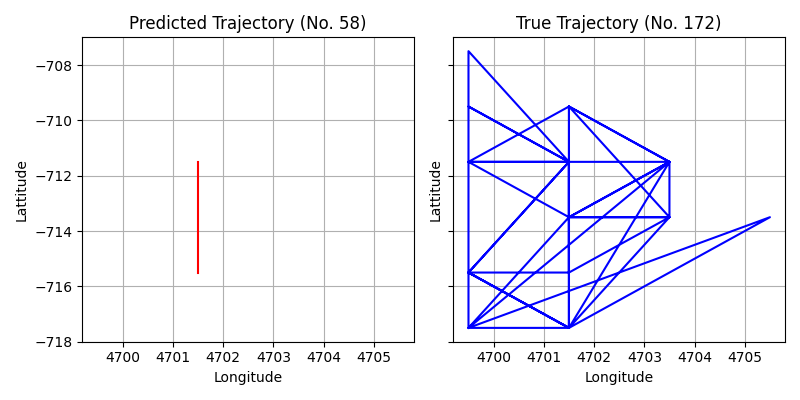 Predicted Trajectory (No. 58)
True Trajectory (No. 172)
Lattitude
−708
−710
−712
−714
−716
−718
4700 4701 4702 4703 4704 4705
Longitude
Lattitude
4700 4701 4702 4703 4704 4705
Longitude